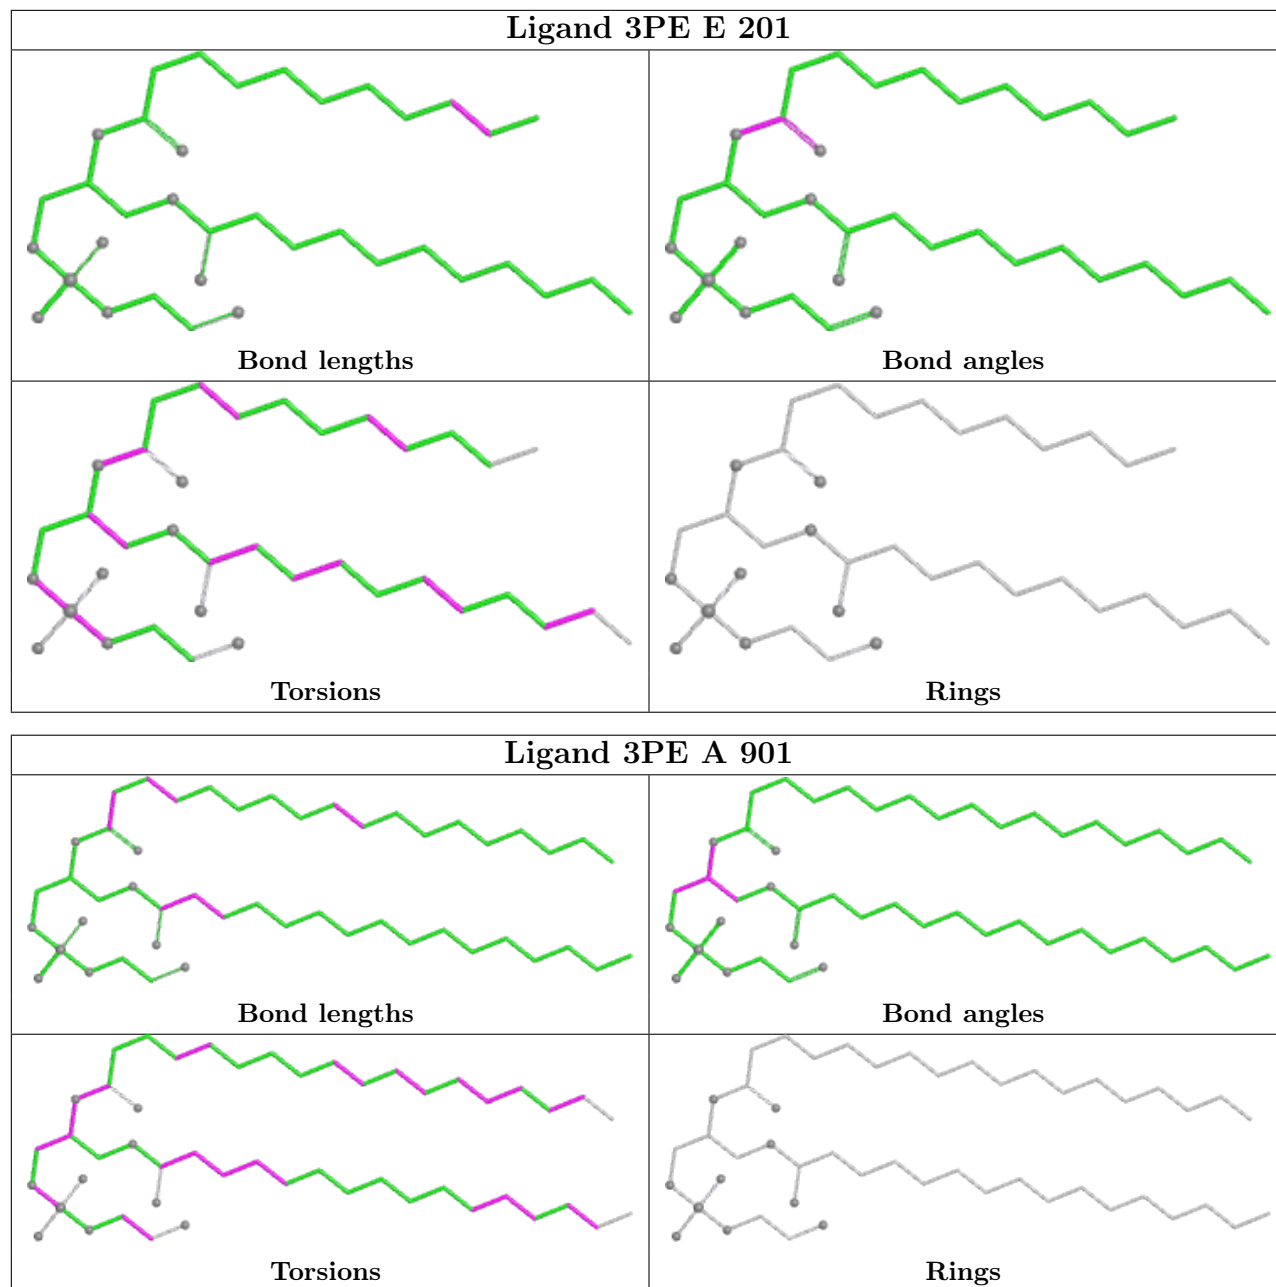 Ligand 3PE E 201
Bond lengths
Bond angles
Torsions
Rings
Ligand 3PE A 901
Bond lengths
Bond angles
Torsions
Rings